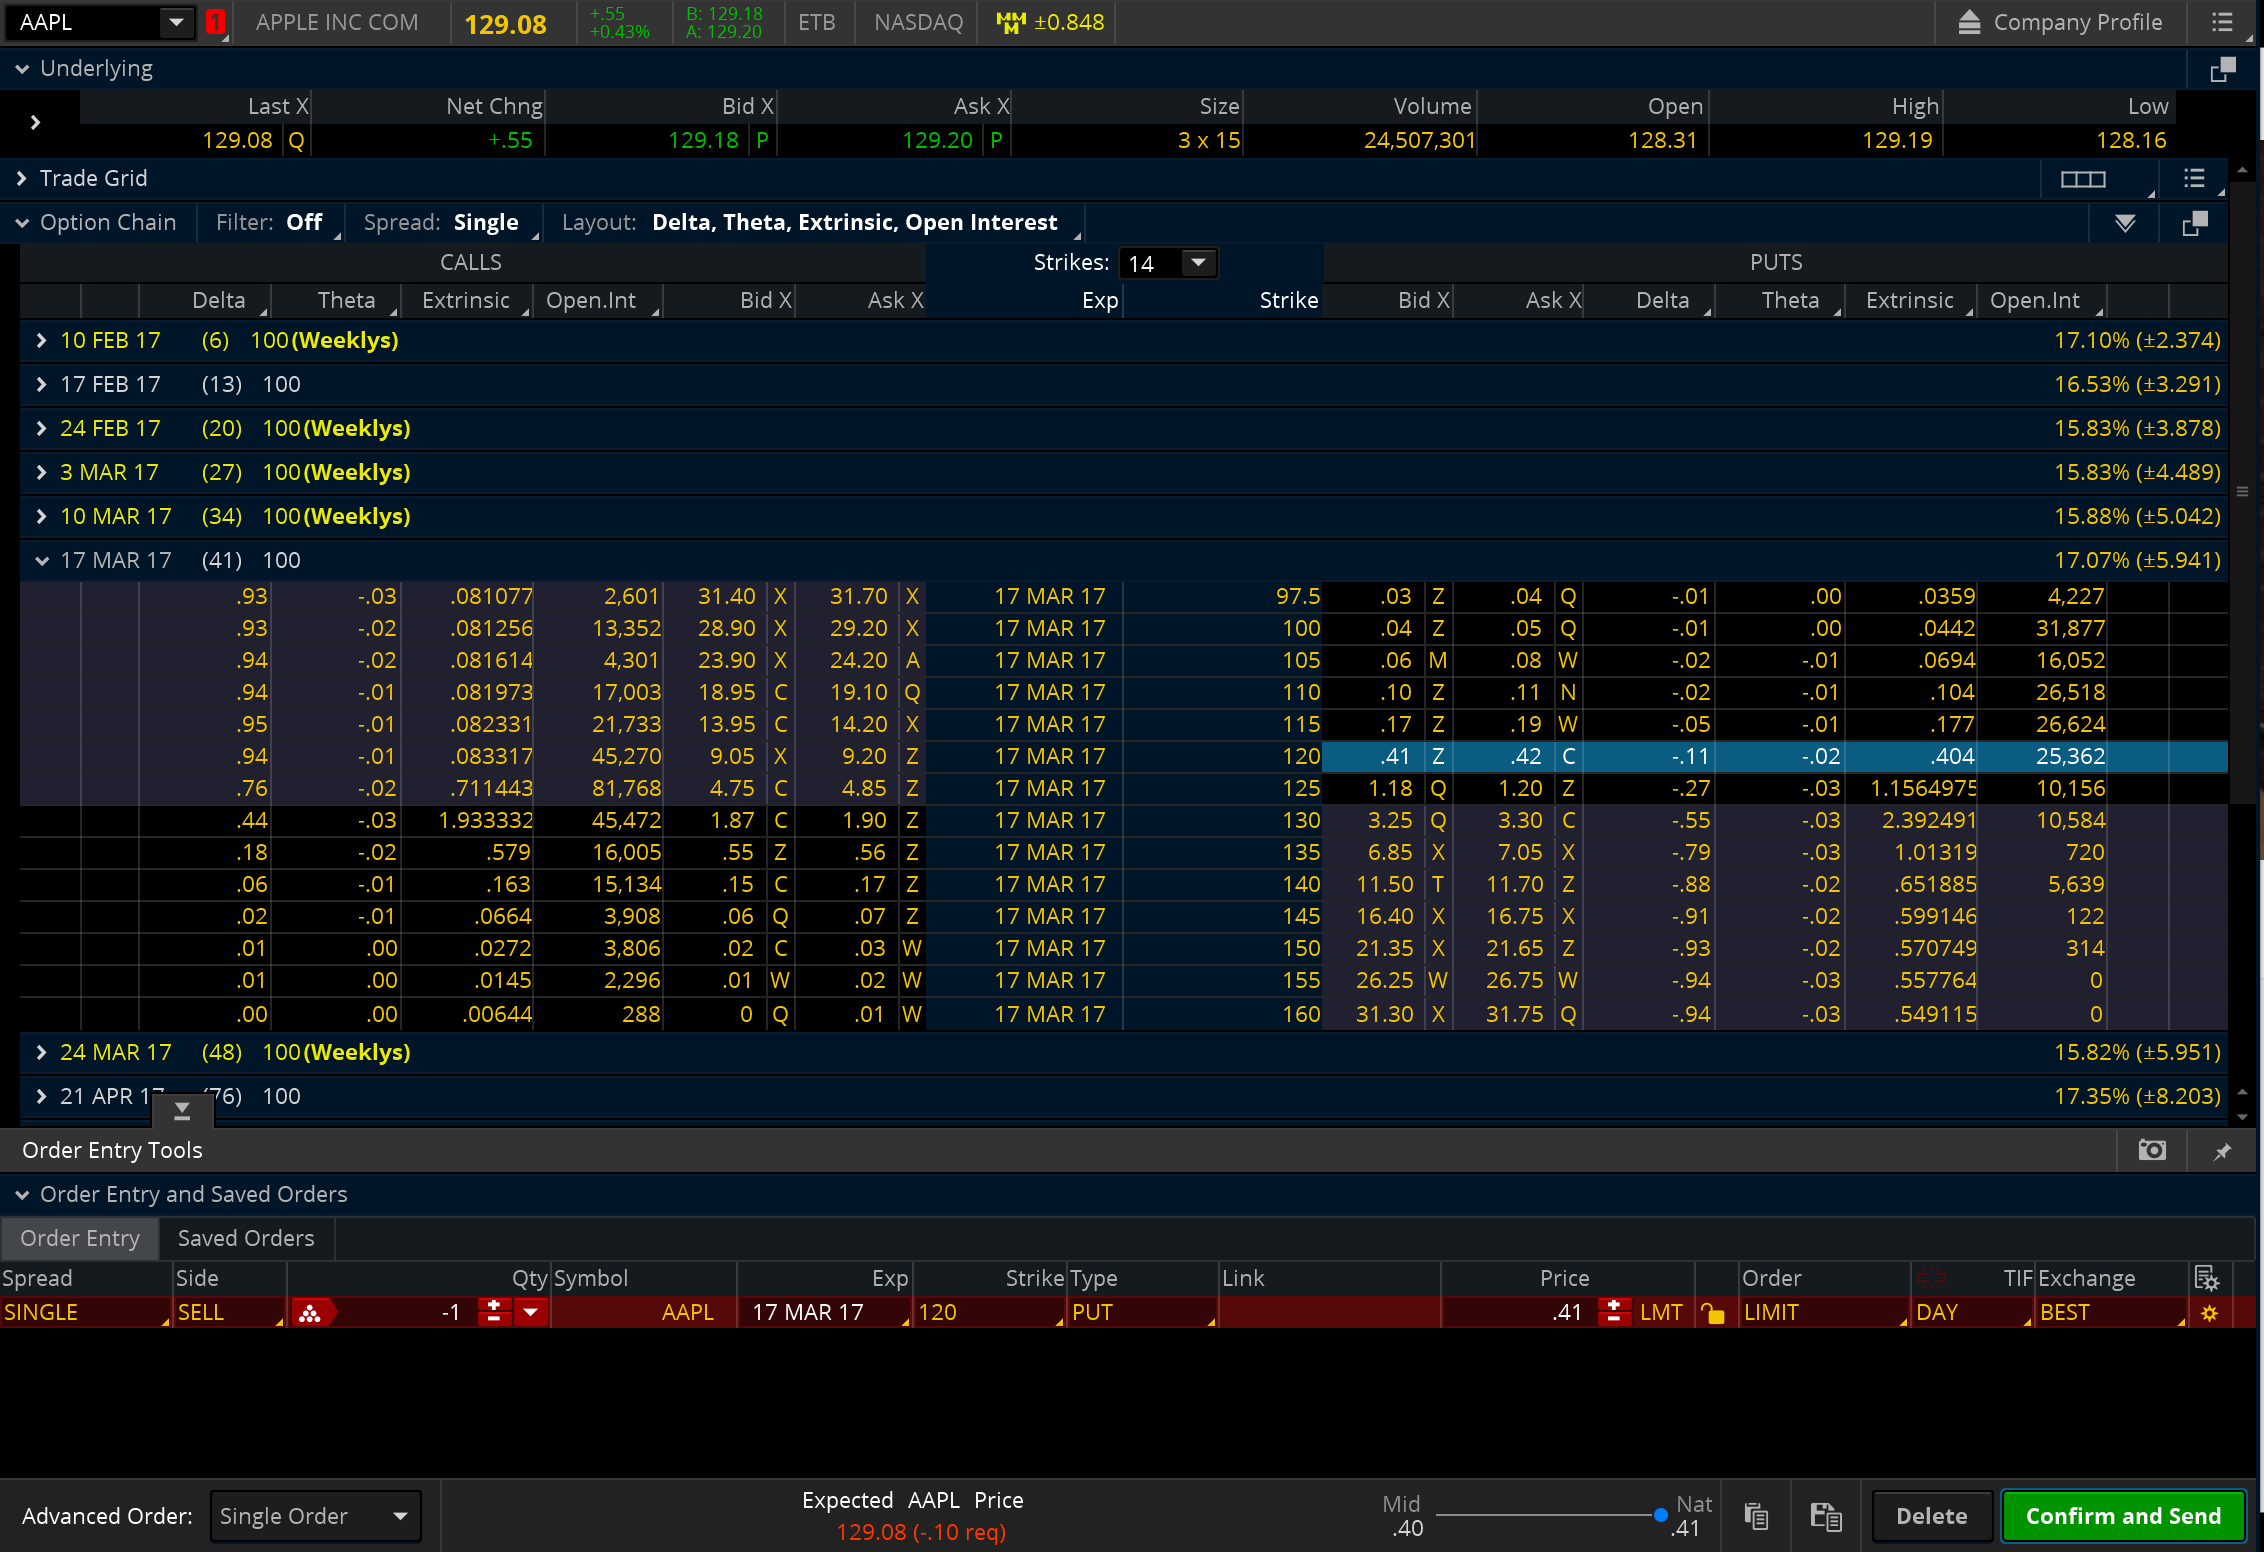 AAPL 1 APPLE INC COM 129.08 +.55 +0.43% B: 129.18 A: 129.20 ETB NASDAQ MMM ±0.848 Company Profile
Underlying
Last X Net Chng Bid X Ask X Size Volume Open High Low
129.08 Q +.55 129.18 P 129.20 P 3 x 15 24,507,301 128.31 129.19 128.16
Trade Grid
Option Chain Filter: Off Spread: Single Layout: Delta, Theta, Extrinsic, Open Interest
CALLS Strikes: 14 PUTS
Delta Theta Extrinsic Open.Int Bid X Ask X Exp Strike Bid X Ask X Delta Theta Extrinsic Open.Int
10 FEB 17 (6) 100 (Weeklys) 17.10% (±2.374)
17 FEB 17 (13) 100 16.53% (±3.291)
24 FEB 17 (20) 100 (Weeklys) 15.83% (±3.878)
3 MAR 17 (27) 100 (Weeklys) 15.83% (±4.489)
10 MAR 17 (34) 100 (Weeklys) 15.88% (±5.042)
17 MAR 17 (41) 100 17.07% (±5.941)
.93 -.03 .081077 2,601 31.40 X 31.70 X 17 MAR 17 97.5 .03 Z .04 Q -.01 .00 .0359 4,227
.93 -.02 .081256 13,352 28.90 X 29.20 X 17 MAR 17 100 .04 Z .05 Q -.01 .00 .0442 31,877
.94 -.02 .081614 4,301 23.90 X 24.20 A 17 MAR 17 105 .06 M .08 W -.02 -.01 .0694 16,052
.94 -.01 .081973 17,003 18.95 C 19.10 Q 17 MAR 17 110 .10 Z .11 N -.02 -.01 .104 26,518
.95 -.01 .082331 21,733 13.95 C 14.20 X 17 MAR 17 115 .17 Z .19 W -.05 -.01 .177 26,624
.94 -.01 .083317 45,270 9.05 X 9.20 Z 17 MAR 17 120 .41 Z .42 C -.11 -.02 .404 25,362
.76 -.02 .711443 81,768 4.75 C 4.85 Z 17 MAR 17 125 1.18 Q 1.20 Z -.27 -.03 1.1564975 10,156
.44 -.03 1.933332 45,472 1.87 C 1.90 Z 17 MAR 17 130 3.25 Q 3.30 C -.55 -.03 2.392491 10,584
.18 -.02 .579 16,005 .55 Z .56 Z 17 MAR 17 135 6.85 X 7.05 X -.79 -.03 1.01319 720
.06 -.01 .163 15,134 .15 C .17 Z 17 MAR 17 140 11.50 T 11.70 Z -.88 -.02 .651885 5,639
.02 -.01 .0664 3,908 .06 Q .07 Z 17 MAR 17 145 16.40 X 16.75 X -.91 -.02 .599146 122
.01 .00 .0272 3,806 .02 C .03 W 17 MAR 17 150 21.35 X 21.65 Z -.93 -.02 .570749 314
.01 .00 .0145 2,296 .01 W .02 W 17 MAR 17 155 26.25 W 26.75 W -.94 -.03 .557764 0
.00 .00 .00644 288 0 Q .01 W 17 MAR 17 160 31.30 X 31.75 Q -.94 -.03 .549115 0
24 MAR 17 (48) 100 (Weeklys) 15.82% (±5.951)
21 APR 17 (76) 100 17.35% (±8.203)
Order Entry Tools
Order Entry and Saved Orders
Order Entry Saved Orders
Spread Side Qty Symbol Exp Strike Type Link Price Order TIF Exchange
SINGLE SELL -1 AAPL 17 MAR 17 120 PUT .41 LMT LIMIT DAY BEST
Advanced Order: Single Order Expected AAPL Price Mid Nat Delete Confirm and Send
129.08 (-.10 req) .40 .41